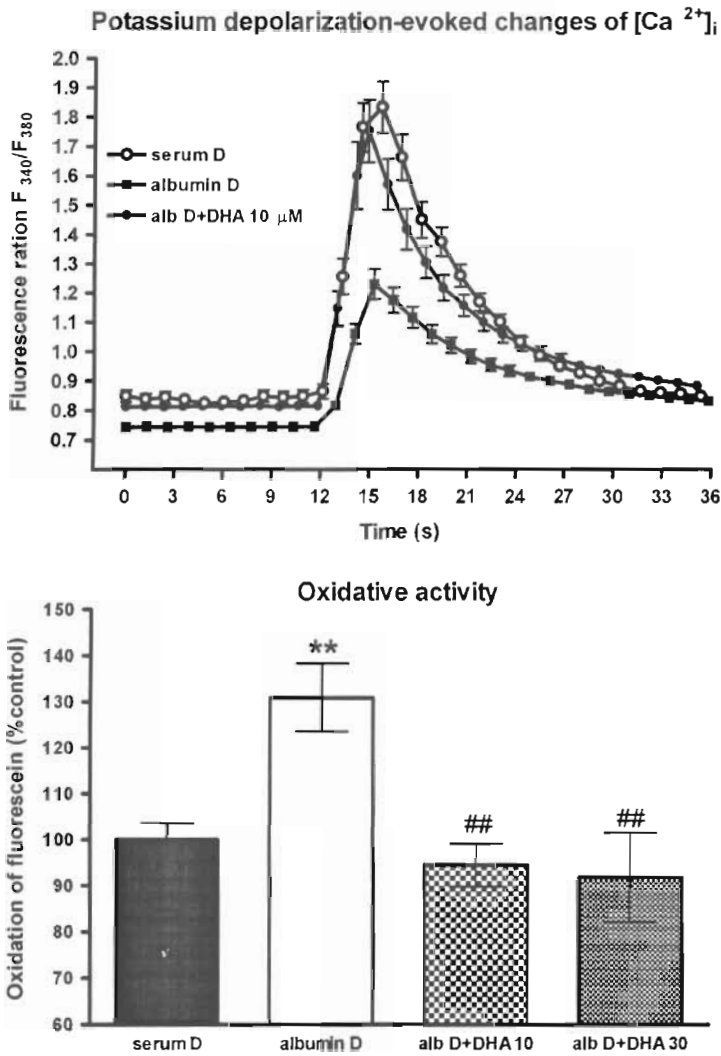 Potassium depolarization-evoked changes of [Ca 2+]i
Fluorescence ration F 340/F380
2.0
1.9
1.8
1.7
1.6
1.5
1.4
1.3
1.2
1.1
1.0
0.9
0.8
0.7
serum D
albumin D
alb D+DHA 10 μM
0 3 6 9 12 15 18 21 24 27 30 33 36
Time (s)
Oxidative activity
Oxidation of fluorescein (%control)
150
140
130
120
110
100
90
80
70
60
**
##
##
serum D albumin D alb D+DHA 10 alb D+DHA 30